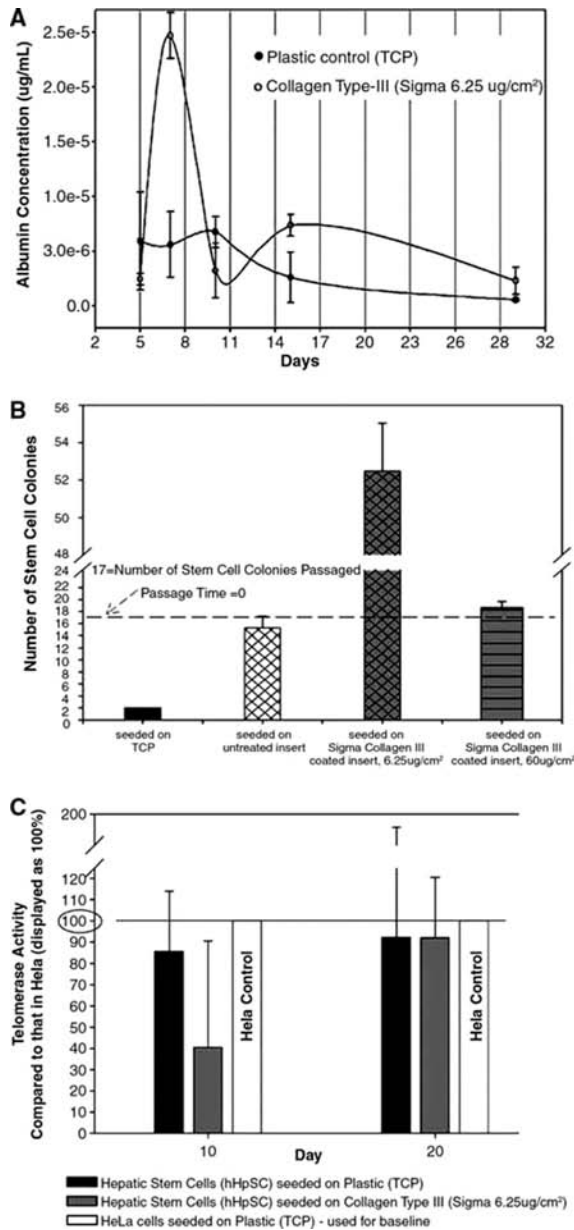 A
Albumin Concentration (ug/mL)
2.5e-5
2.0e-5
1.5e-5
1.0e-5
3.0e-6
0.0
Plastic control (TCP)
Collagen Type-III (Sigma 6.25 ug/cm²)
2 5 8 11 14 17 20 23 26 29 32
Days
B
Number of Stem Cell Colonies
56
54
52
50
48
24
22
20
18
16
14
12
10
8
6
4
2
0
17=Number of Stem Cell Colonies Passaged
Passage Time =0
seeded on
TCP
seeded on
untreated insert
seeded on
Sigma Collagen III
coated insert, 6.25ug/cm²
seeded on
Sigma Collagen III
coated insert, 60ug/cm²
C
Telomerase Activity
Compared to that in Hela (displayed as 100%)
200
120
110
100
90
80
70
60
50
40
30
20
10
0
Hela Control
Hela Control
10
20
Day
Hepatic Stem Cells (hHpSC) seeded on Plastic (TCP)
Hepatic Stem Cells (hHpSC) seeded on Collagen Type III (Sigma 6.25ug/cm²)
HeLa cells seeded on Plastic (TCP) - used for baseline